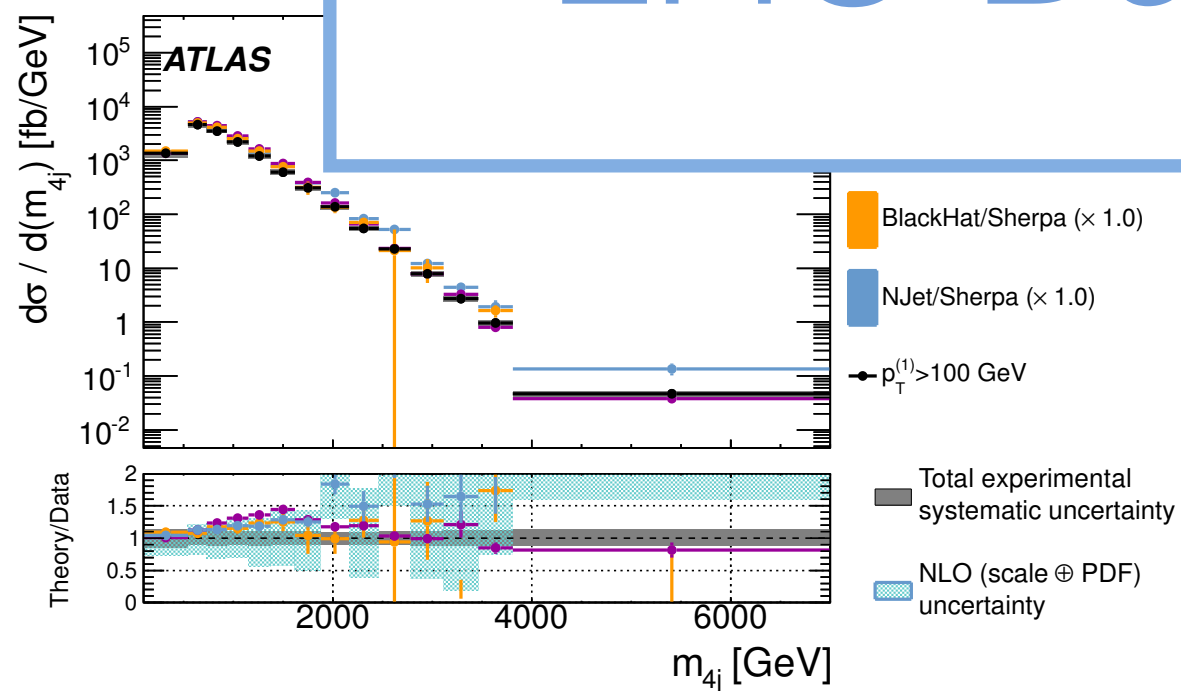 ATLAS
dσ / d(m4j) [fb/GeV]
10^5
10^4
10^3
10^2
10
1
10^-1
10^-2
BlackHat/Sherpa (× 1.0)
NJet/Sherpa (× 1.0)
p_T^(1)>100 GeV
Theory/Data
2
1.5
1
0.5
0
2000 4000 6000
m4j [GeV]
Total experimental
systematic uncertainty
NLO (scale ⊕ PDF)
uncertainty